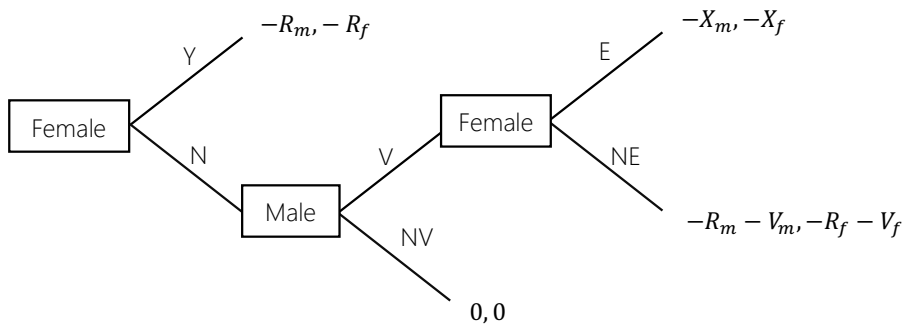 −R_m, − R_f
−X_m, −X_f
Y
E
Female
Female
N
V
NE
Male
−R_m − V_m, −R_f − V_f
NV
0, 0